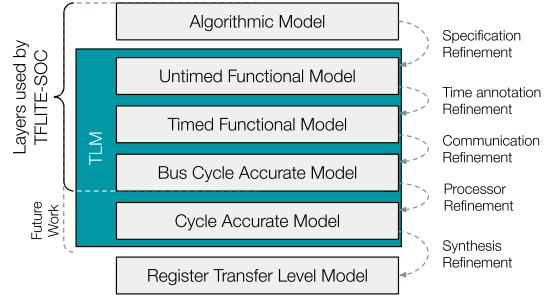 Algorithmic Model
Specification
Refinement
Untimed Functional Model
Time annotation
Refinement
Timed Functional Model
Communication
Refinement
Bus Cycle Accurate Model
Processor
Refinement
Cycle Accurate Model
Synthesis
Refinement
Register Transfer Level Model
Layers used by
TFLITE-SOC
TLM
Future
Work